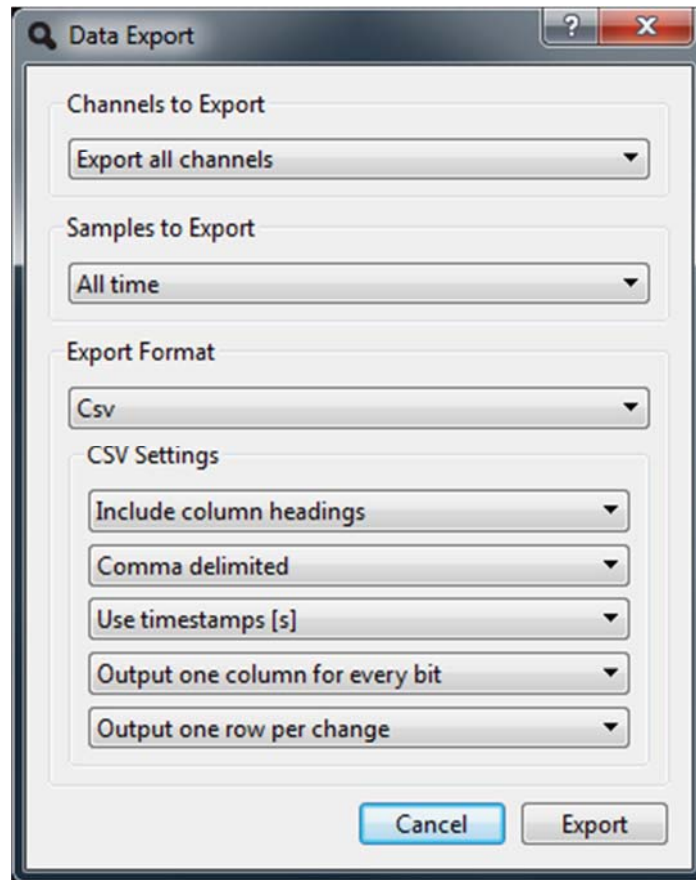 Data Export
Channels to Export
Export all channels
Samples to Export
All time
Export Format
Csv
CSV Settings
Include column headings
Comma delimited
Use timestamps [s]
Output one column for every bit
Output one row per change
Cancel Export